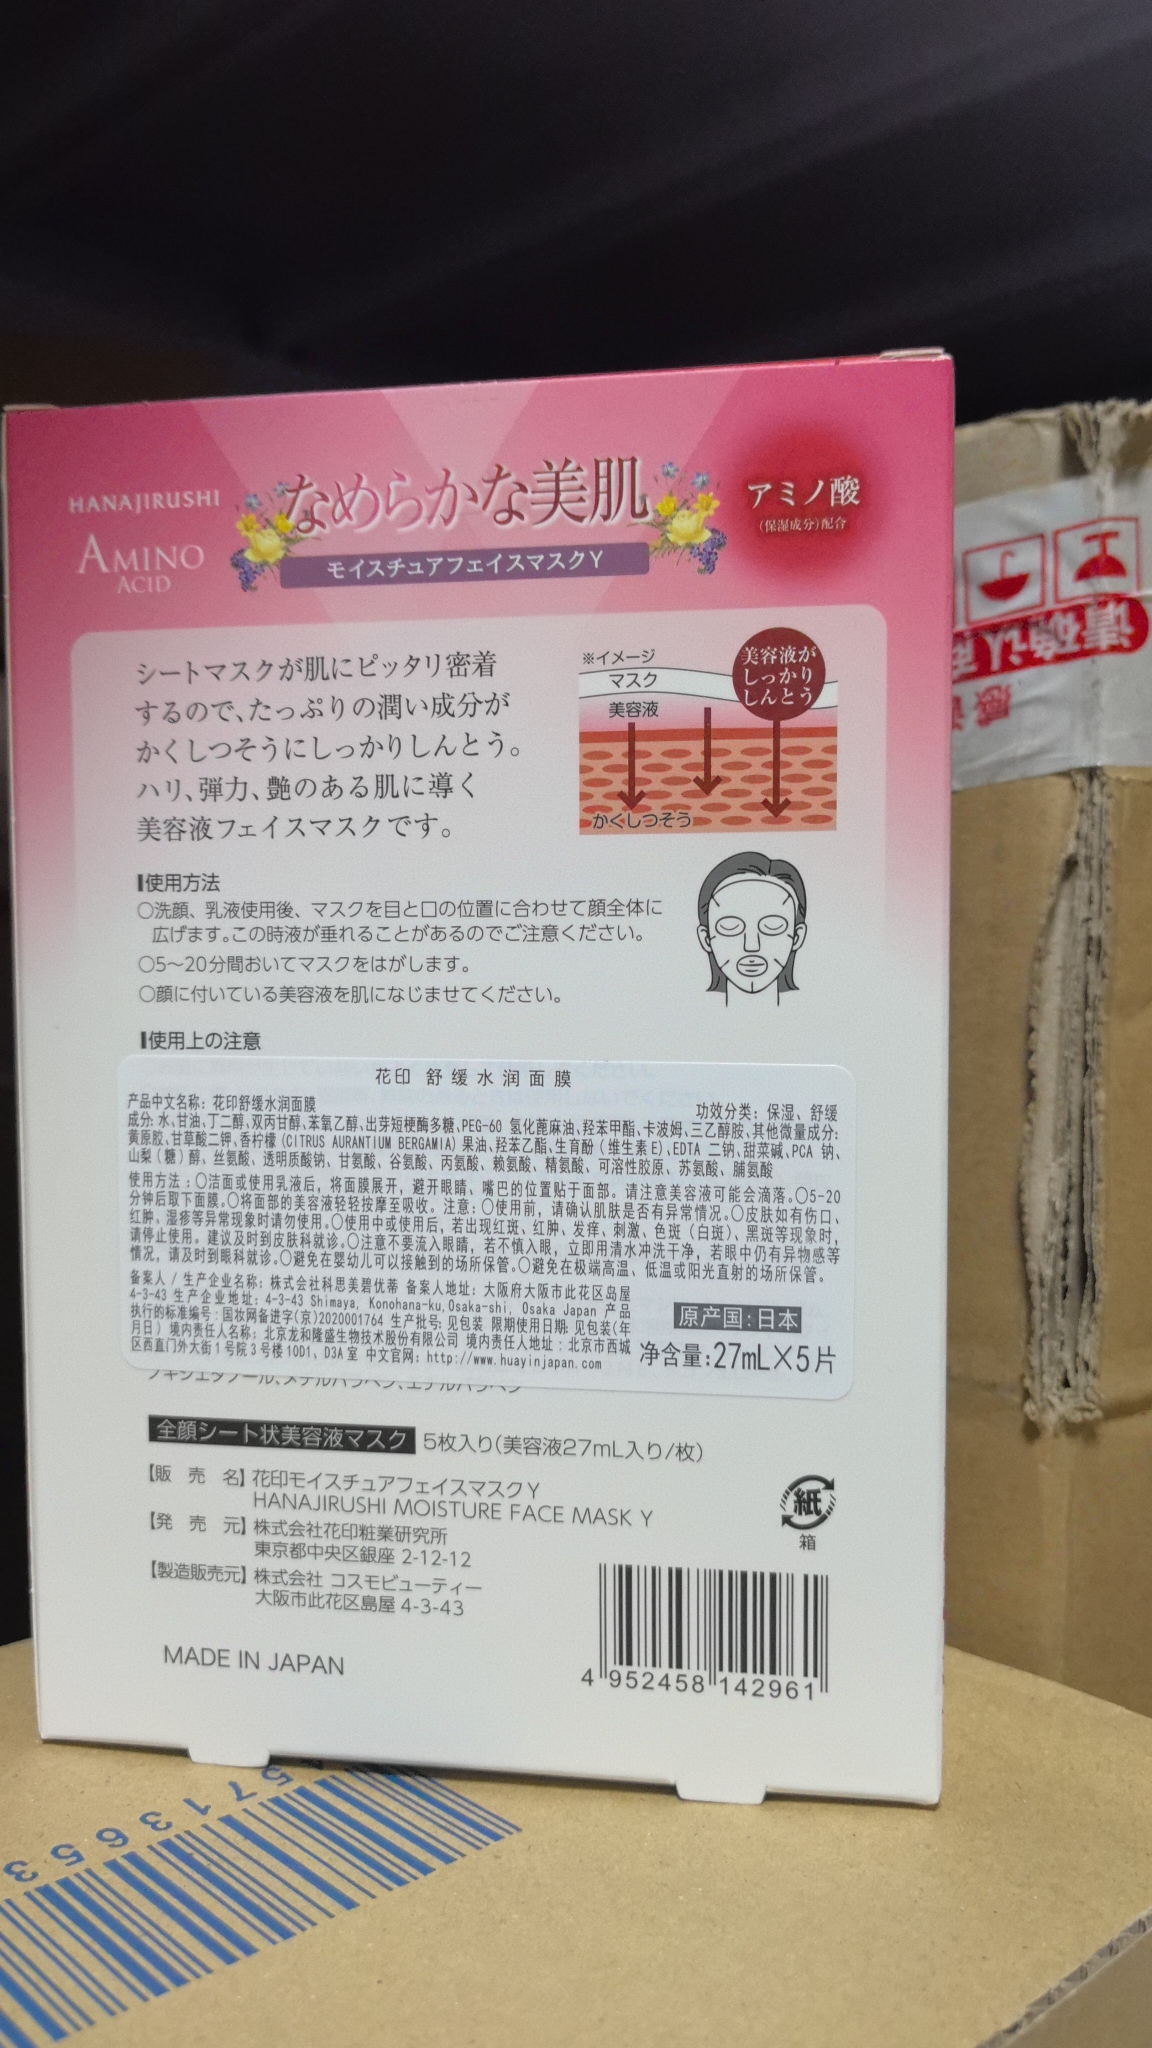 HANAJIRUSHI
AMINO
ACID
なめらかな美肌
モイスチュアフェイスマスクY
アミノ酸
(保湿成分)配合
シートマスクが肌にピッタリ密着
するので、たっぷりの潤い成分が
かくしつそうにしっかりしんとう。
ハリ、弾力、艶のある肌に導く
美容液フェイスマスクです。
※イメージ
マスク
美容液
美容液が
しっかり
しんとう
かくしつそう
使用方法
○洗顔、乳液使用後、マスクを目と口の位置に合わせて顔全体に
広げます。この時液が垂れることがあるのでご注意ください。
○5〜20分間おいてマスクをはがします。
○顔に付いている美容液を肌になじませてください。
使用上の注意
花印 舒缓水润面膜
产品中文名称：花印舒缓水润面膜 功效分类：保湿、舒缓
成分:水、甘油、丁二醇、双丙甘醇、苯氧乙醇、出芽短梗酶多糖、PEG-60 氢化蓖麻油、羟苯甲酯、卡波姆、三乙醇胺、其他微量成分:
黄原胶、甘草酸二钾、香柠檬(CITRUS AURANTIUM BERGAMIA)果油、羟苯乙酯、生育酚(维生素E)、EDTA 二钠、甜菜碱、PCA 钠、
山梨(糖)醇、丝氨酸、透明质酸钠、甘氨酸、谷氨酸、丙氨酸、赖氨酸、精氨酸、可溶性胶原、苏氨酸、脯氨酸
使用方法：○洁面或使用乳液后，将面膜展开，避开眼睛、嘴巴的位置贴于面部。请注意美容液可能会滴落。○5-20
分钟后取下面膜。○将面部的美容液轻轻按摩至吸收。注意：○使用前，请确认肌肤是否有异常情况。○皮肤如有伤口、
红肿、湿疹等异常现象时请勿使用。○使用中或使用后，若出现红斑、红肿、发痒、刺激、色斑（白斑）、黑斑等现象时，
请停止使用。建议及时到皮肤科就诊。○注意不要流入眼睛，若不慎入眼，立即用清水冲洗干净，若眼中仍有异物感等
情况，请及时到眼科就诊。○避免在婴幼儿可以接触到的场所保管。○避免在极端高温、低温或阳光直射的场所保管。
备案人/生产企业名称：株式会社科思美碧优蒂 备案人地址：大阪府大阪市此花区岛屋
4-3-43 生产企业地址：4-3-43 Shimaya, Konohana-ku,Osaka-shi, Osaka Japan 产品
执行的标准编号：国妆网备进字(京)2020001764 生产批号：见包装 限期使用日期：见包装(年
月日) 境内责任人名称：北京龙和隆盛生物技术股份有限公司 境内责任人地址：北京市西城
区西直门外大街1号院3号楼10D1、D3A室 中文官网：http://www.huayinjapan.com
原产国：日本
净含量:27mL×5片
全顔シート状美容液マスク 5枚入り(美容液27mL入り/枚)
【販売名】花印モイスチュアフェイスマスクY
HANAJIRUSHI MOISTURE FACE MASK Y
【発売元】株式会社花印粧業研究所
東京都中央区銀座 2-12-12
【製造販売元】株式会社 コスモビューティー
大阪市此花区島屋 4-3-43
MADE IN JAPAN
紙
箱
4 952458 142961
请确认